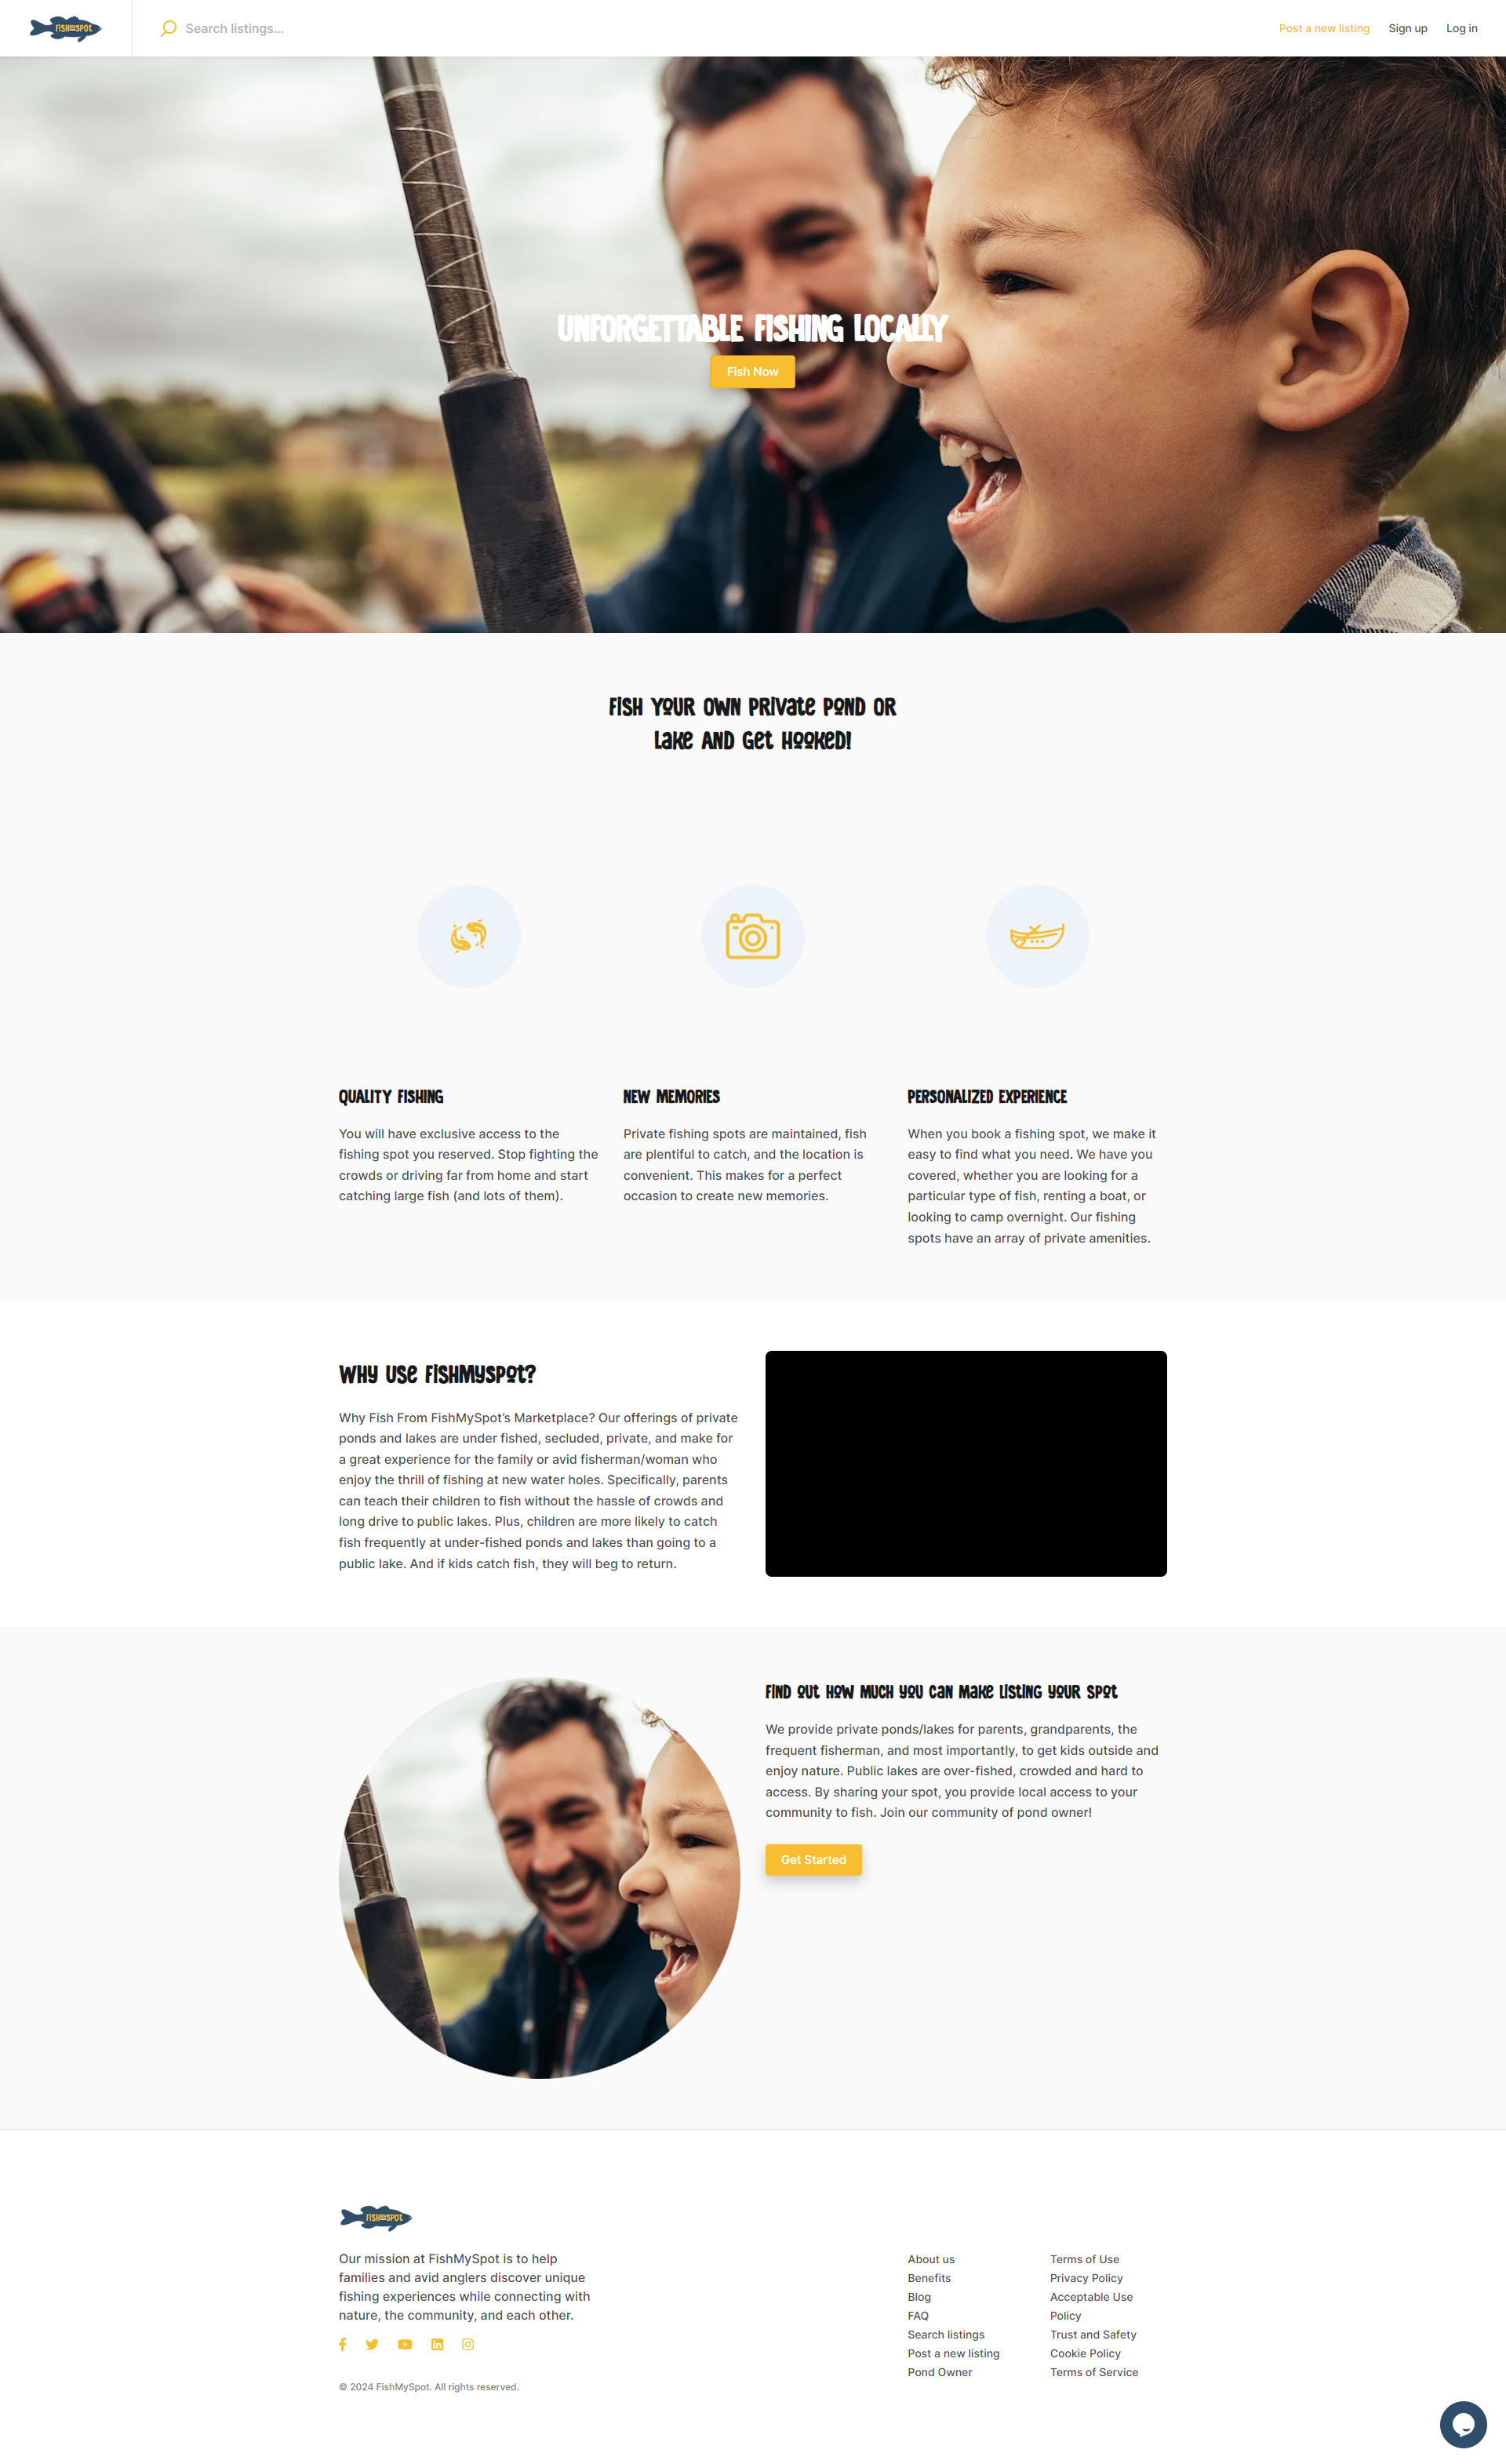 FISHMYSPOt
Search listings...
Post a new listing
Sign up
Log in
UNFORGETTABLE FISHING LOCALLY
Fish Now
FiSH YOUR OWN PRiVate POND OR
Lake AND Get HOOKeD!
QUALITY FISHING
You will have exclusive access to the
fishing spot you reserved. Stop fighting the
crowds or driving far from home and start
catching large fish (and lots of them).
NEW MEMORIES
Private fishing spots are maintained, fish
are plentiful to catch, and the location is
convenient. This makes for a perfect
occasion to create new memories.
PERSONALIZED EXPERIENCE
When you book a fishing spot, we make it
easy to find what you need. We have you
covered, whether you are looking for a
particular type of fish, renting a boat, or
looking to camp overnight. Our fishing
spots have an array of private amenities.
WHY USe FiSHMYSPOt?
Why Fish From FishMySpot’s Marketplace? Our offerings of private
ponds and lakes are under fished, secluded, private, and make for
a great experience for the family or avid fisherman/woman who
enjoy the thrill of fishing at new water holes. Specifically, parents
can teach their children to fish without the hassle of crowds and
long drive to public lakes. Plus, children are more likely to catch
fish frequently at under-fished ponds and lakes than going to a
public lake. And if kids catch fish, they will beg to return.
FiND OUt HOW MUCH YOU CaN Make LiStiNG YOUR SPOt
We provide private ponds/lakes for parents, grandparents, the
frequent fisherman, and most importantly, to get kids outside and
enjoy nature. Public lakes are over-fished, crowded and hard to
access. By sharing your spot, you provide local access to your
community to fish. Join our community of pond owner!
Get Started
FISHMYSPOt
Our mission at FishMySpot is to help
families and avid anglers discover unique
fishing experiences while connecting with
nature, the community, and each other.
© 2024 FishMySpot. All rights reserved.
About us
Benefits
Blog
FAQ
Search listings
Post a new listing
Pond Owner
Terms of Use
Privacy Policy
Acceptable Use
Policy
Trust and Safety
Cookie Policy
Terms of Service